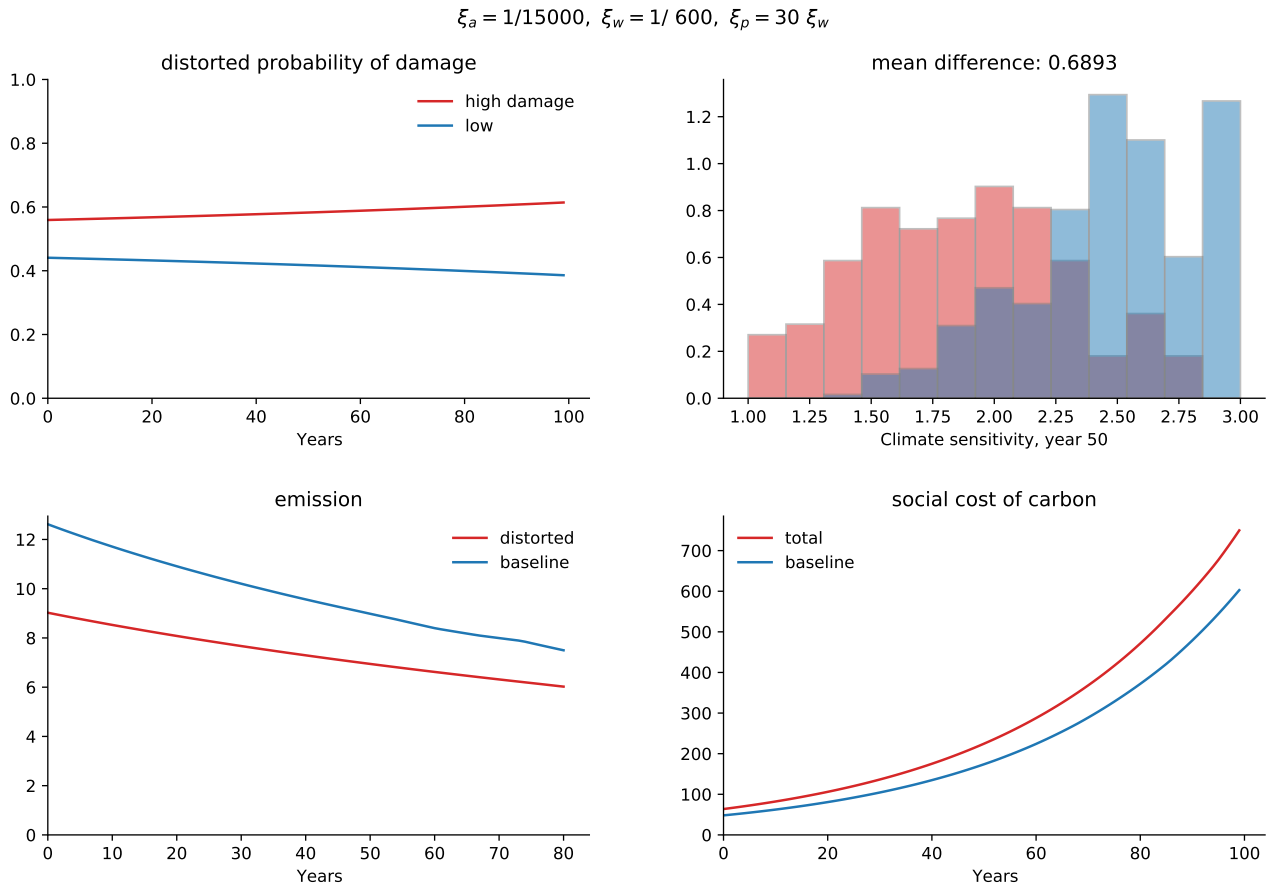 ξₐ = 1/15000, ξ_w = 1/ 600, ξ_p = 30 ξ_w
distorted probability of damage
1.0
0.8
0.6
0.4
0.2
0.0
high damage
low
0 20 40 60 80 100
Years
mean difference: 0.6893
1.2
1.0
0.8
0.6
0.4
0.2
0.0
1.00 1.25 1.50 1.75 2.00 2.25 2.50 2.75 3.00
Climate sensitivity, year 50
emission
12
10
8
6
4
2
0
distorted
baseline
0 10 20 30 40 50 60 70 80
Years
social cost of carbon
700
600
500
400
300
200
100
0
total
baseline
0 20 40 60 80 100
Years